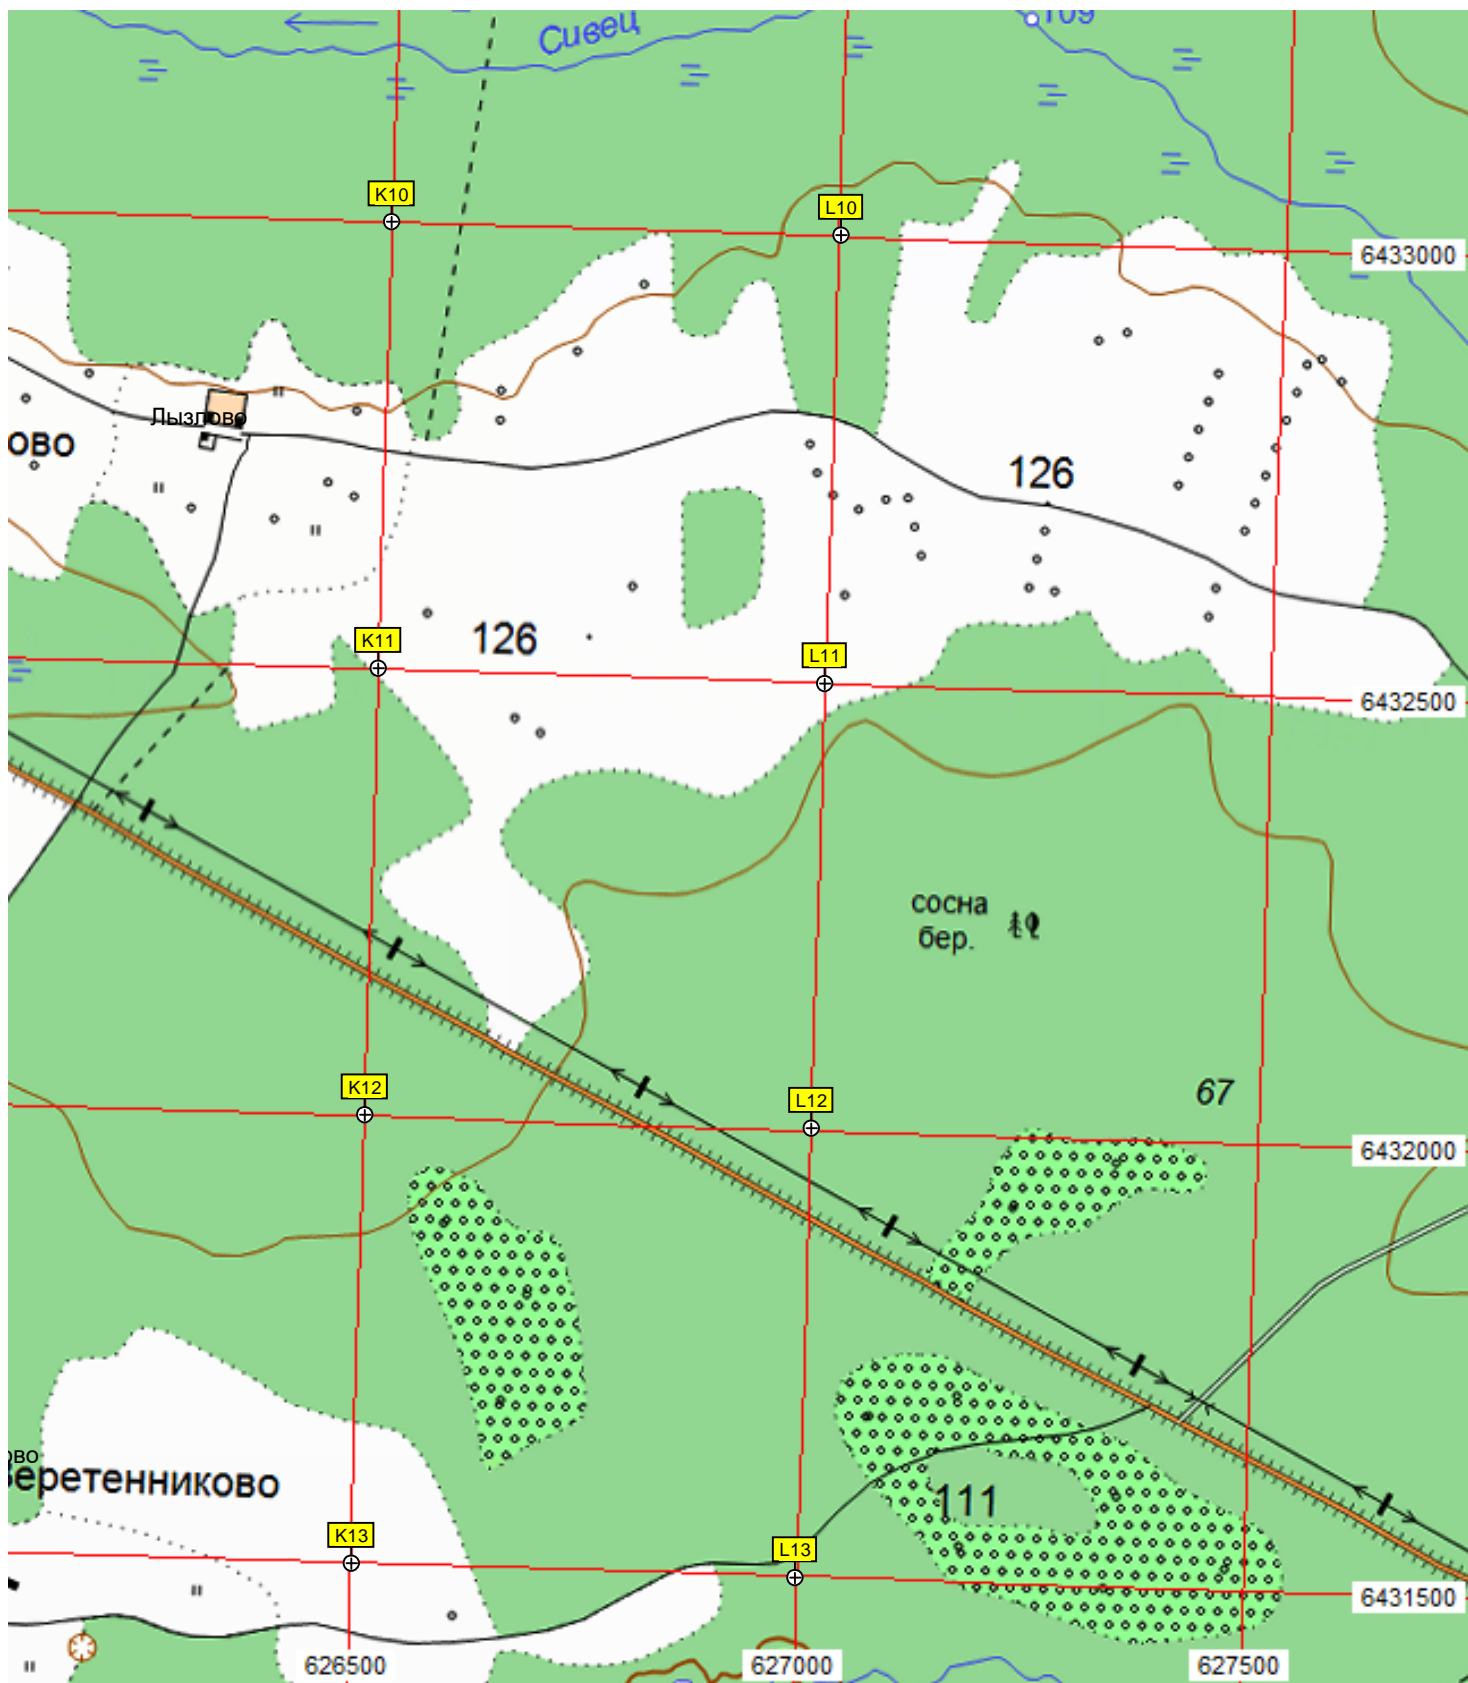 Сивец
109
K10
L10
6433000
Лызлово
ОВО
126
126
K11
L11
6432500
сосна
бер.
67
K12
L12
6432000
ово
Веретенниково
111
K13
L13
6431500
626500
627000
627500